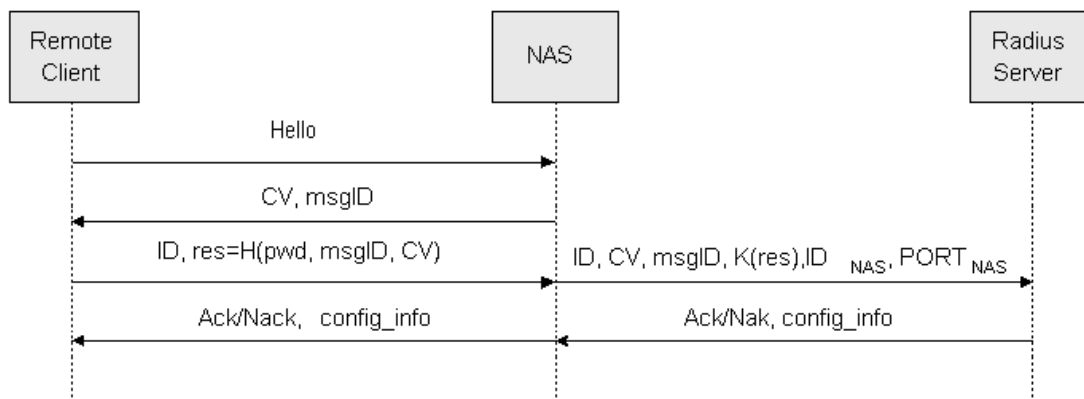 Remote
Client
NAS
Radius
Server
Hello
CV, msgID
ID, res=H(pwd, msgID, CV)
ID, CV, msgID, K(res),ID NAS, PORT NAS
Ack/Nack, config_info
Ack/Nak, config_info